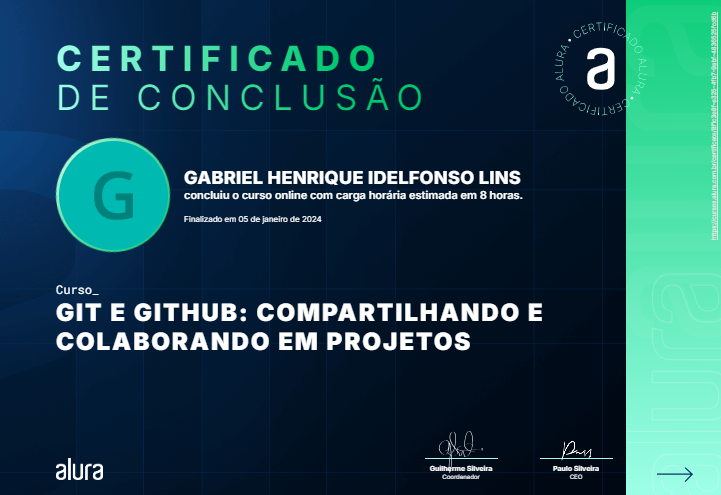 CERTIFICADO
DE CONCLUSÃO
CERTIFICADO ALURA • CERTIFICADO ALURA •
a
G
GABRIEL HENRIQUE IDELFONSO LINS
concluiu o curso online com carga horária estimada em 8 horas.
Finalizado em 05 de janeiro de 2024
Curso_
GIT E GITHUB: COMPARTILHANDO E
COLABORANDO EM PROJETOS
Guilherme Silveira
Coordenador
Paulo Silveira
CEO
alura
alura